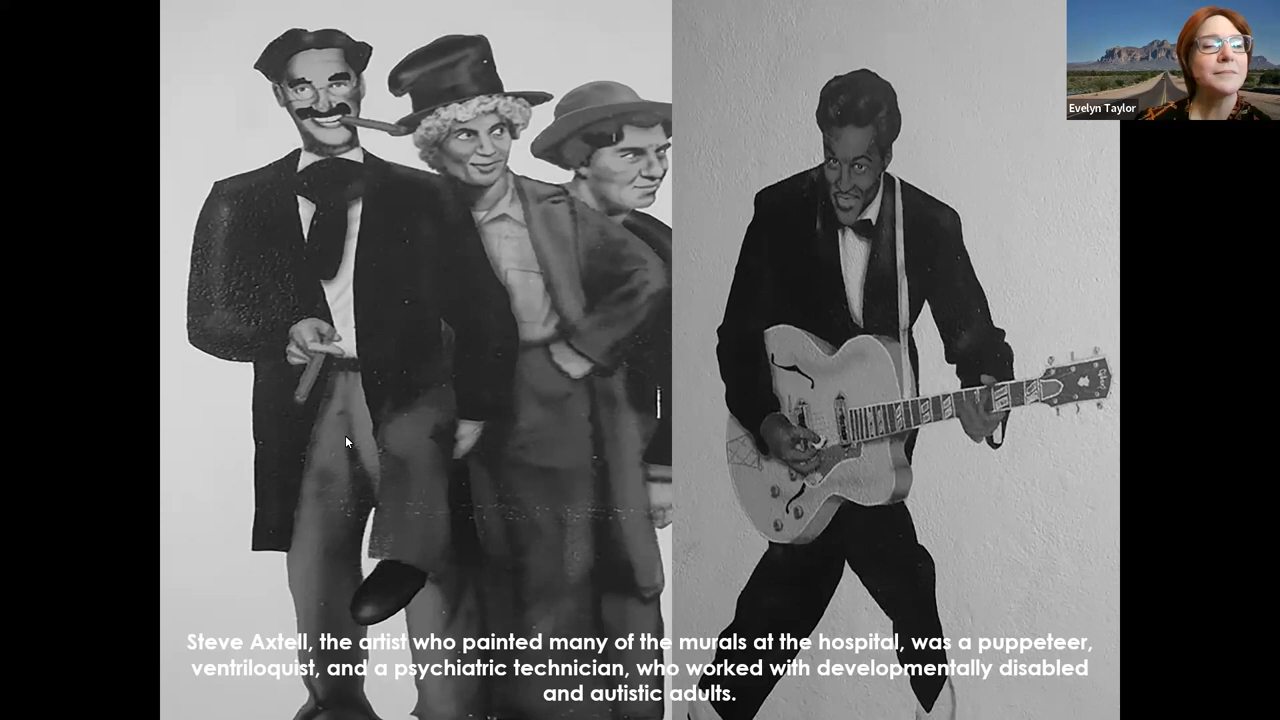 Evelyn Taylor
Steve Axtell, the artist who painted many of the murals at the hospital, was a puppeteer,
ventriloquist, and a psychiatric technician, who worked with developmentally disabled
and autistic adults.